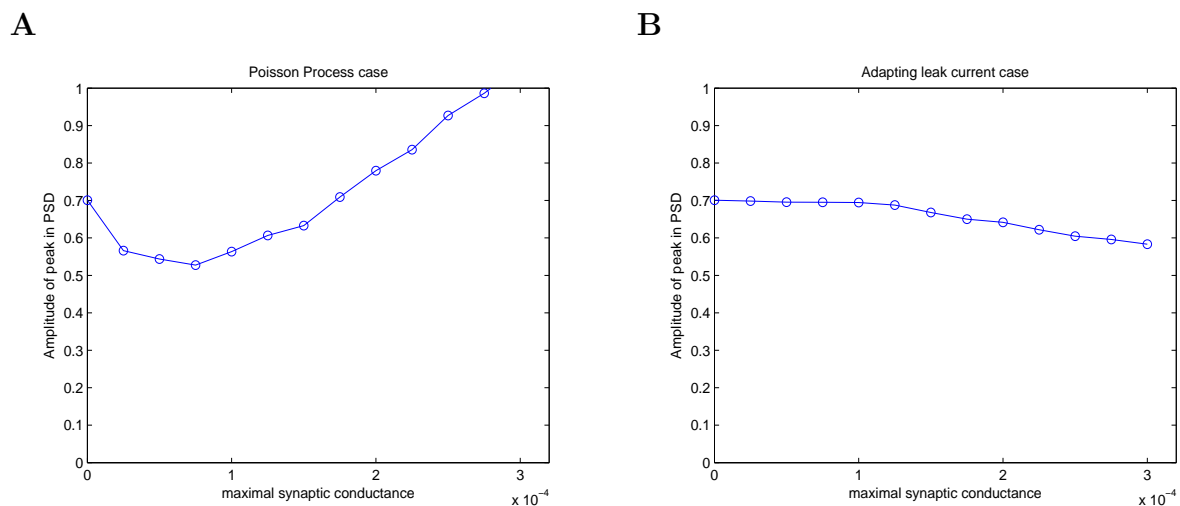 A
Poisson Process case
Amplitude of peak in PSD
1
0.9
0.8
0.7
0.6
0.5
0.4
0.3
0.2
0.1
0
0 1 2 3
x 10⁻⁴
maximal synaptic conductance
B
Adapting leak current case
Amplitude of peak in PSD
1
0.9
0.8
0.7
0.6
0.5
0.4
0.3
0.2
0.1
0
0 1 2 3
x 10⁻⁴
maximal synaptic conductance